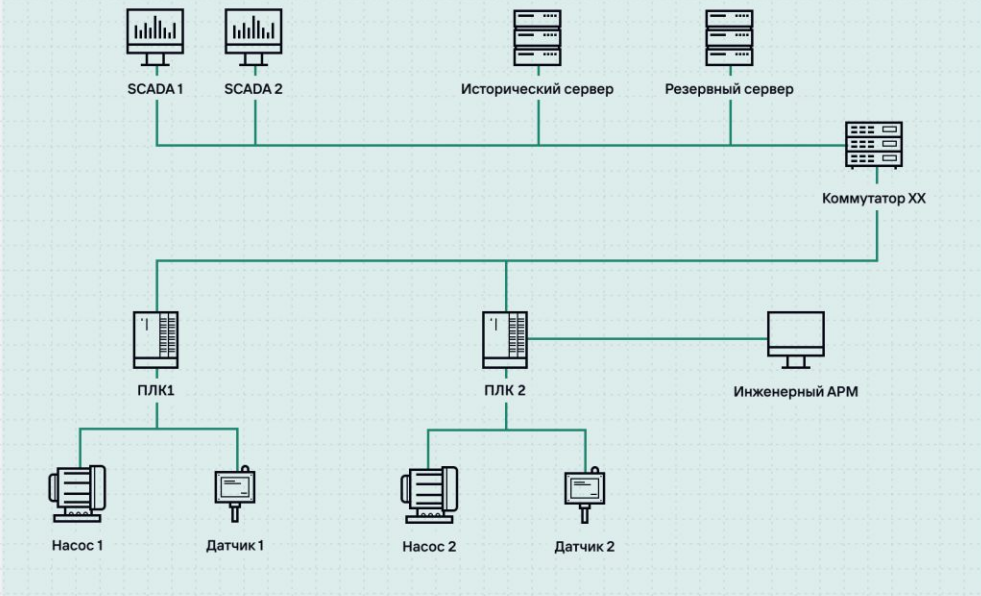 SCADA 1
SCADA 2
Исторический сервер
Резервный сервер
Коммутатор XX
ПЛК1
ПЛК 2
Инженерный АРМ
Насос 1
Датчик 1
Насос 2
Датчик 2